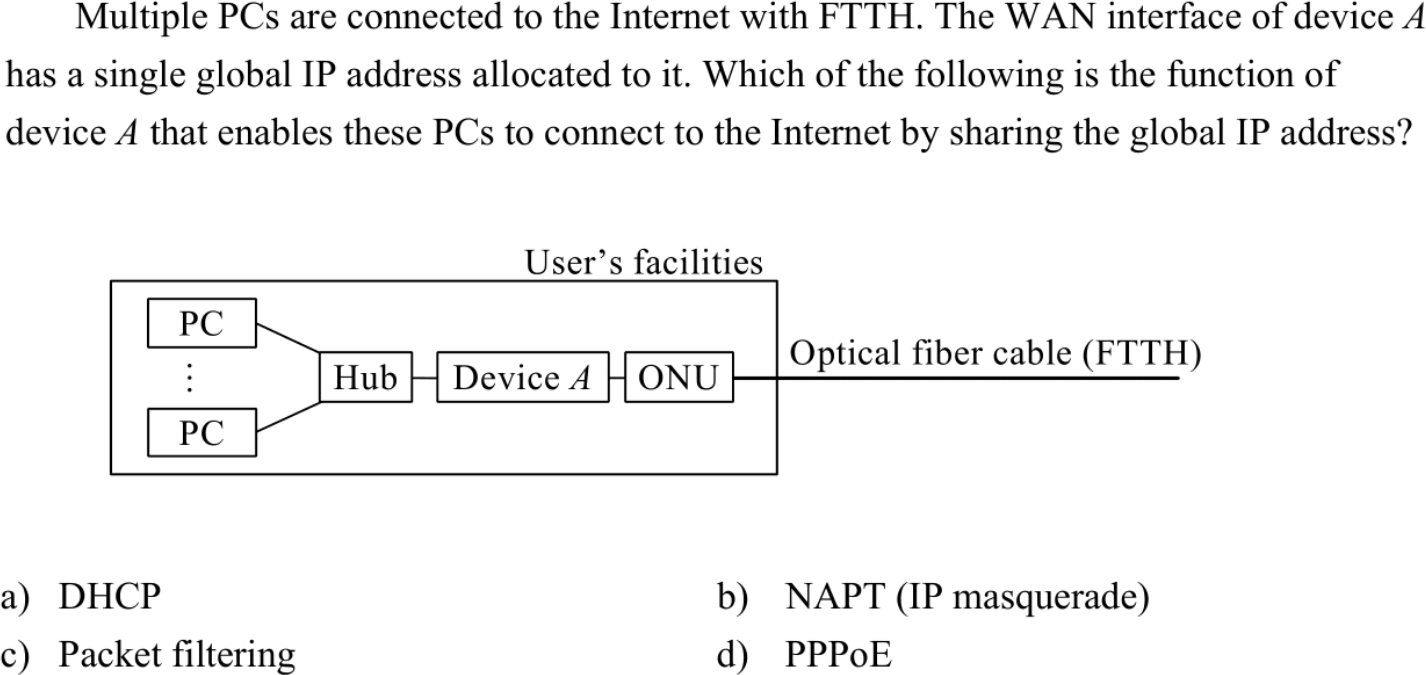 Multiple PCs are connected to the Internet with FTTH. The WAN interface of device A
has a single global IP address allocated to it. Which of the following is the function of
device A that enables these PCs to connect to the Internet by sharing the global IP address?
User's facilities
PC
⋮
PC
Hub
Device A
ONU
Optical fiber cable (FTTH)
a) DHCP
b) NAPT (IP masquerade)
c) Packet filtering
d) PPPoE